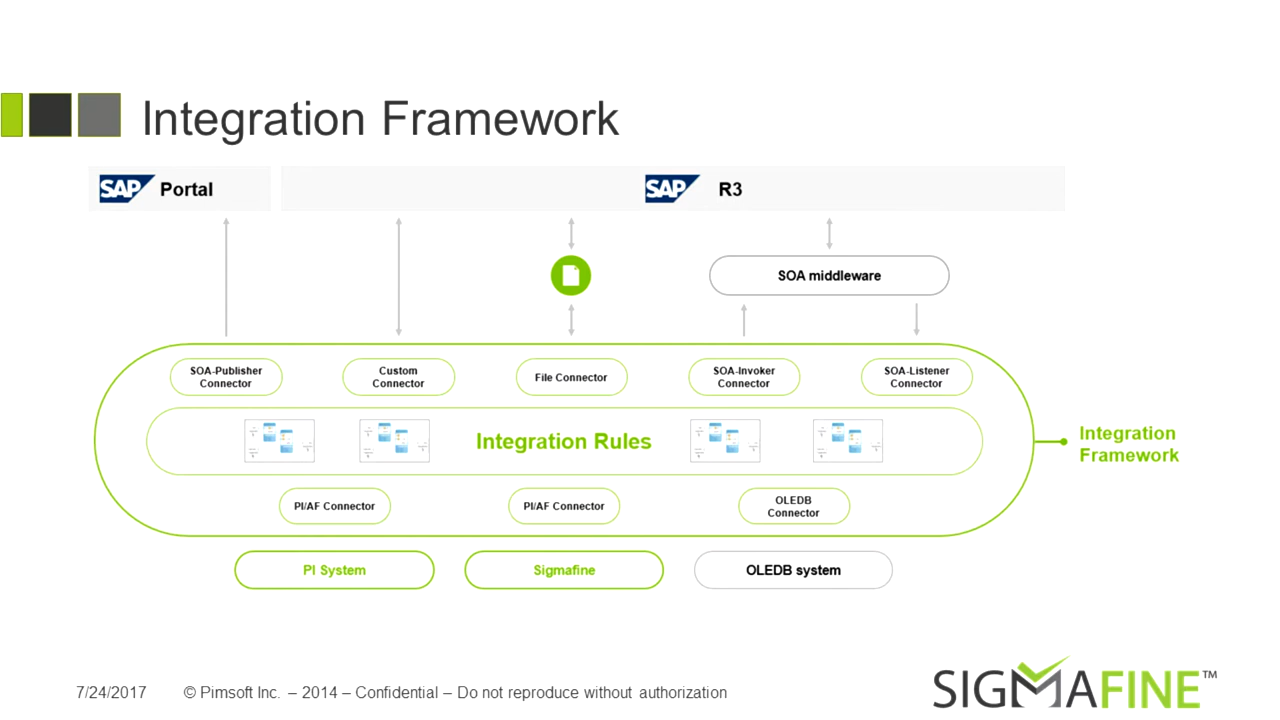 Integration Framework
SAP Portal
SAP R3
SOA middleware
SOA-Publisher
Connector
Custom
Connector
File Connector
SOA-Invoker
Connector
SOA-Listener
Connector
Integration Rules
Integration
Framework
PI/AF Connector
PI/AF Connector
OLEDB
Connector
PI System
Sigmafine
OLEDB system
7/24/2017
© Pimsoft Inc. – 2014 – Confidential – Do not reproduce without authorization
SIGMAFINE™